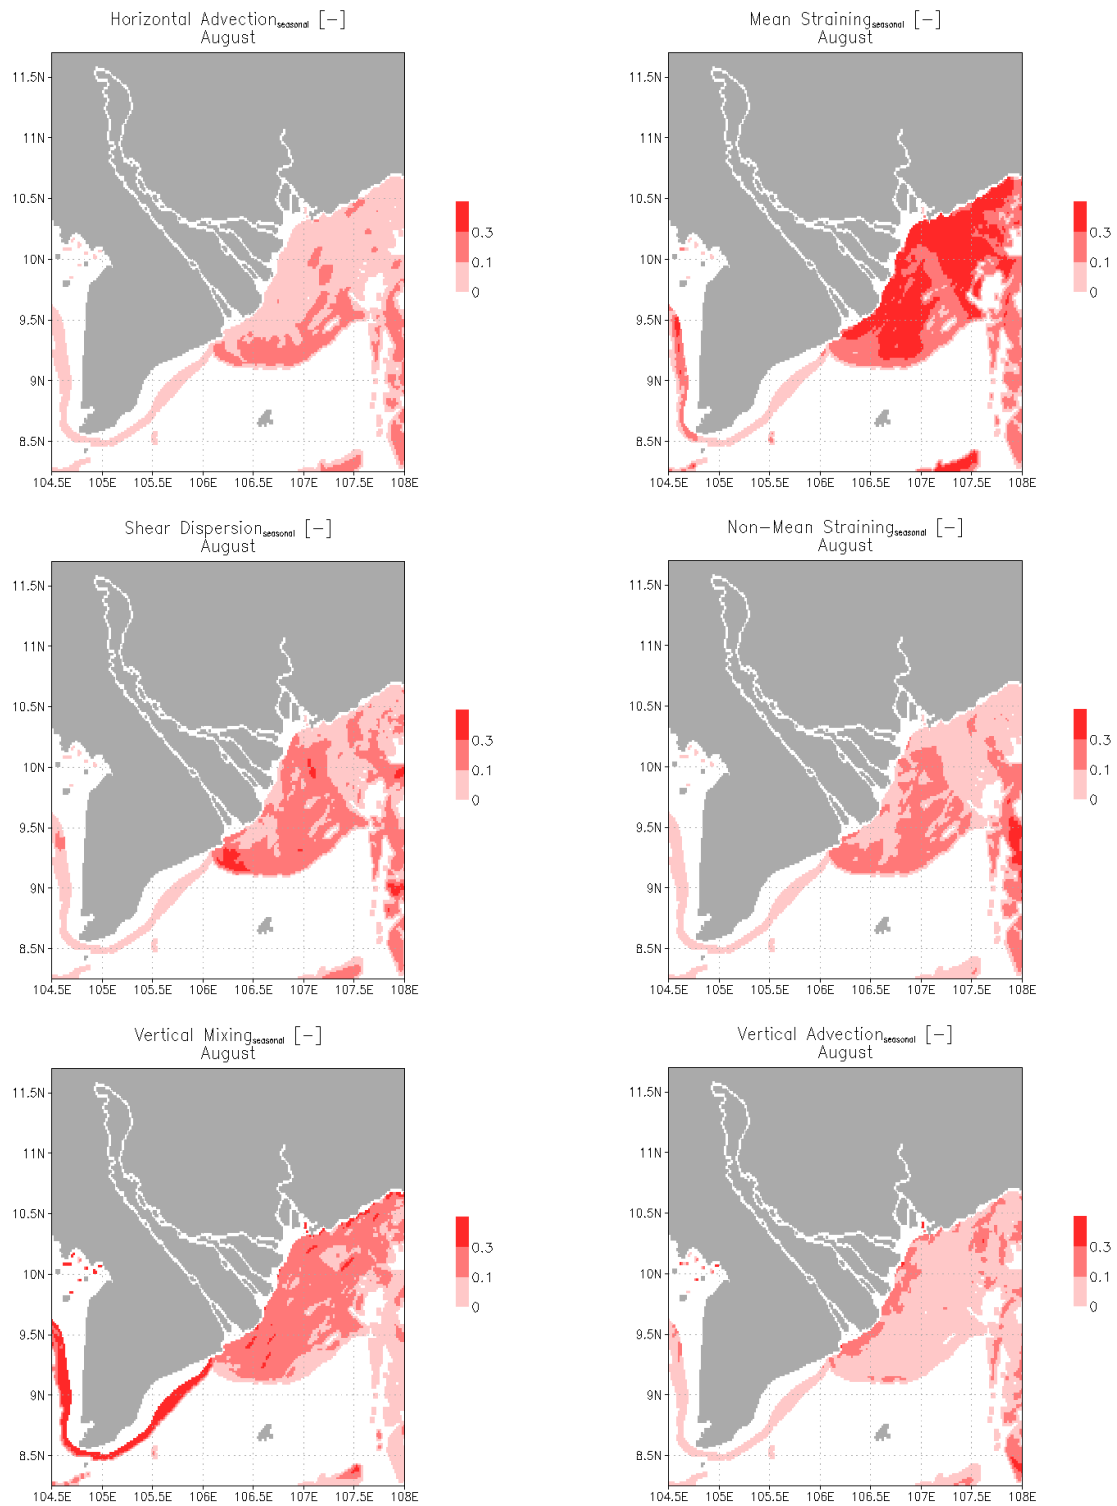 Horizontal Advection seasonal [-]
August
11.5N
11N
10.5N
10N
9.5N
9N
8.5N
104.5E 105E 105.5E 106E 106.5E 107E 107.5E 108E
0.3
0.1
0
Mean Straining seasonal [-]
August
11.5N
11N
10.5N
10N
9.5N
9N
8.5N
104.5E 105E 105.5E 106E 106.5E 107E 107.5E 108E
0.3
0.1
0
Shear Dispersion seasonal [-]
August
11.5N
11N
10.5N
10N
9.5N
9N
8.5N
104.5E 105E 105.5E 106E 106.5E 107E 107.5E 108E
0.3
0.1
0
Non-Mean Straining seasonal [-]
August
11.5N
11N
10.5N
10N
9.5N
9N
8.5N
104.5E 105E 105.5E 106E 106.5E 107E 107.5E 108E
0.3
0.1
0
Vertical Mixing seasonal [-]
August
11.5N
11N
10.5N
10N
9.5N
9N
8.5N
104.5E 105E 105.5E 106E 106.5E 107E 107.5E 108E
0.3
0.1
0
Vertical Advection seasonal [-]
August
11.5N
11N
10.5N
10N
9.5N
9N
8.5N
104.5E 105E 105.5E 106E 106.5E 107E 107.5E 108E
0.3
0.1
0